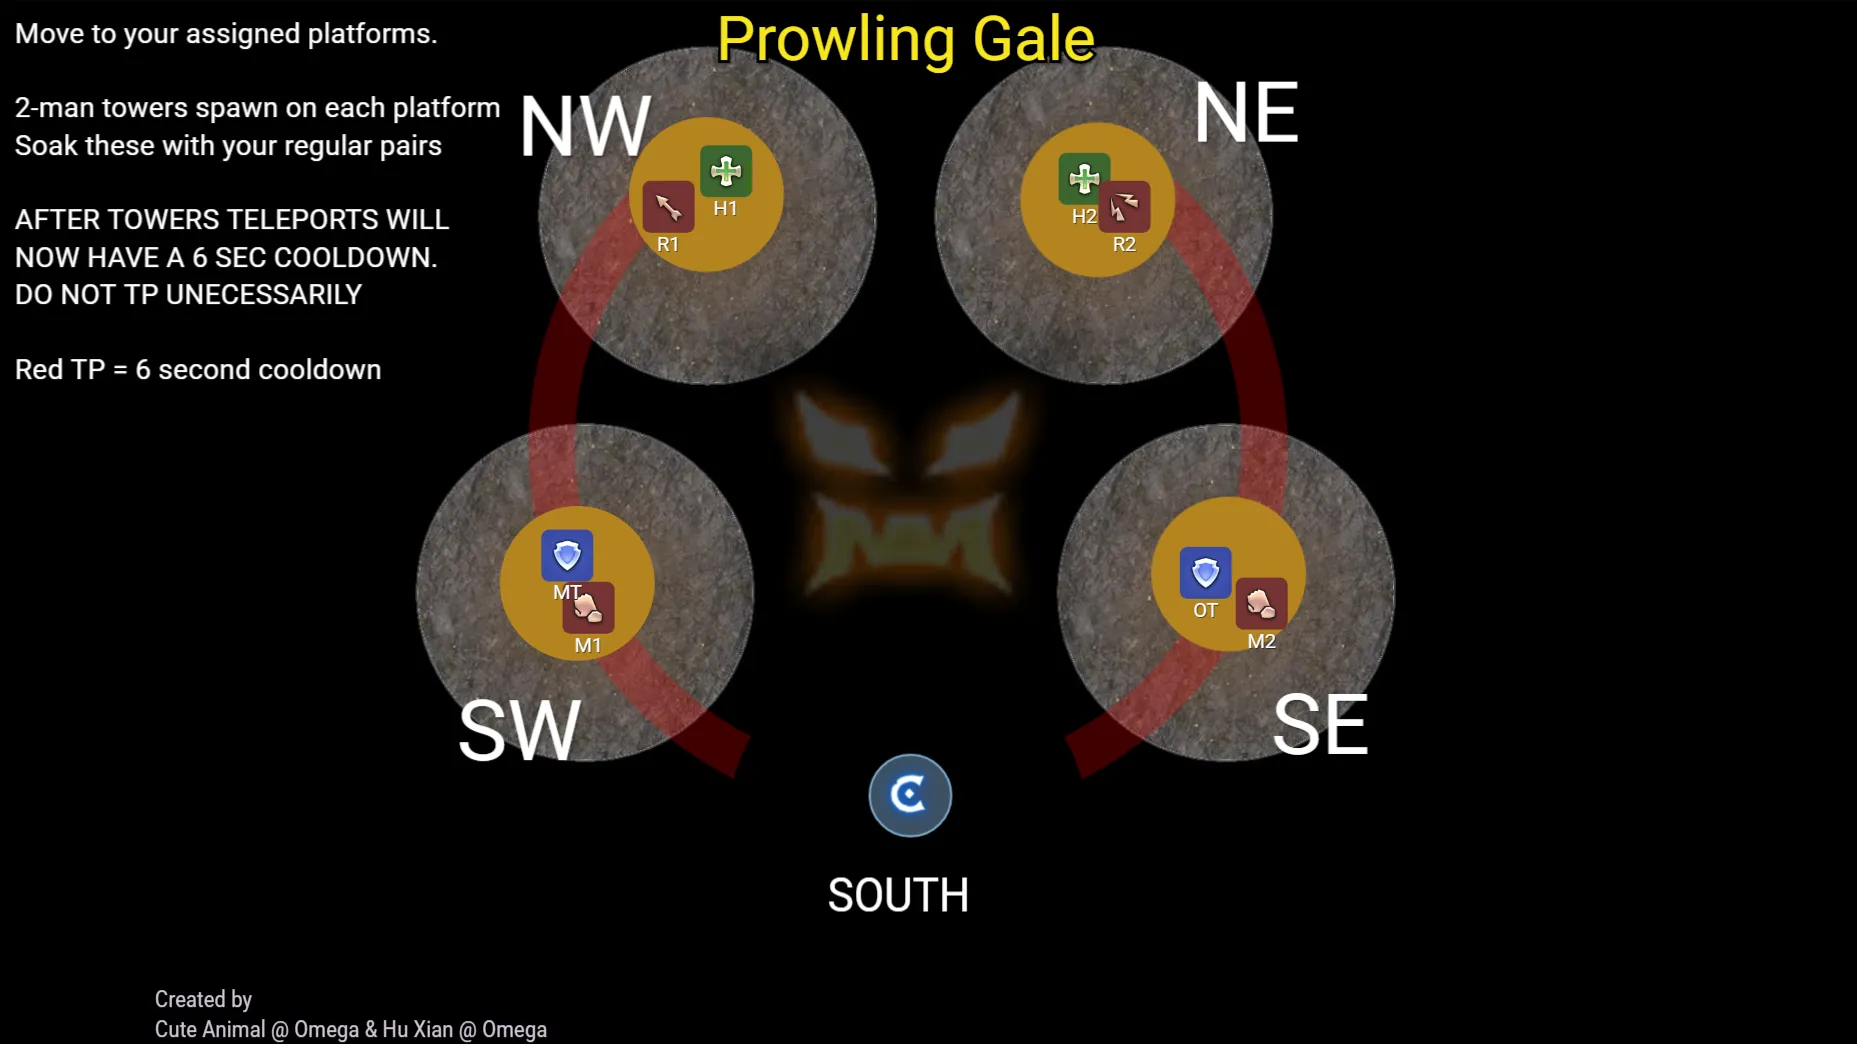 Prowling Gale
Move to your assigned platforms.
2-man towers spawn on each platform
Soak these with your regular pairs
AFTER TOWERS TELEPORTS WILL
NOW HAVE A 6 SEC COOLDOWN.
DO NOT TP UNECESSARILY
Red TP = 6 second cooldown
NW
NE
H1
R1
H2
R2
MT
M1
OT
M2
SW
SE
SOUTH
Created by
Cute Animal @ Omega & Hu Xian @ Omega